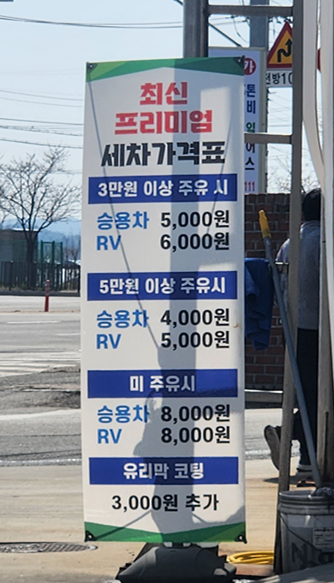 최신
프리미엄
세차가격표
3만원 이상 주유 시
승용차 5,000원
RV 6,000원
5만원 이상 주유시
승용차 4,000원
RV 5,000원
미 주유시
승용차 8,000원
RV 8,000원
유리막 코팅
3,000원 추가
전방10